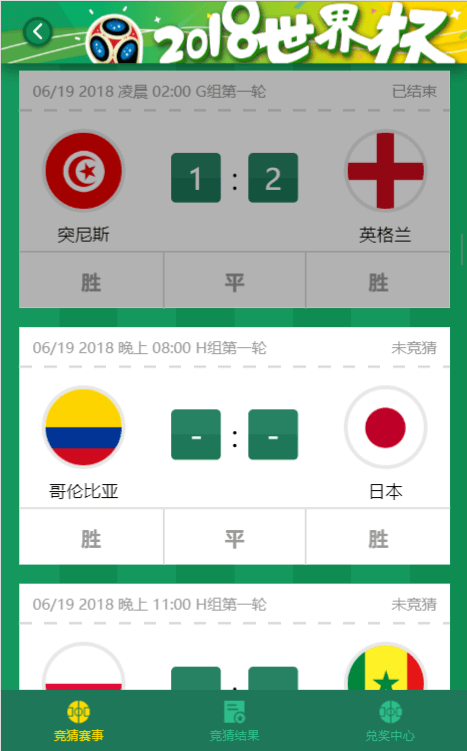 2018世界杯
06/19 2018 凌晨 02:00 G组第一轮 已结束
1 : 2
突尼斯 英格兰
胜 平 胜
06/19 2018 晚上 08:00 H组第一轮 未竞猜
- : -
哥伦比亚 日本
胜 平 胜
06/19 2018 晚上 11:00 H组第一轮 未竞猜
竞猜赛事 竞猜结果 兑奖中心